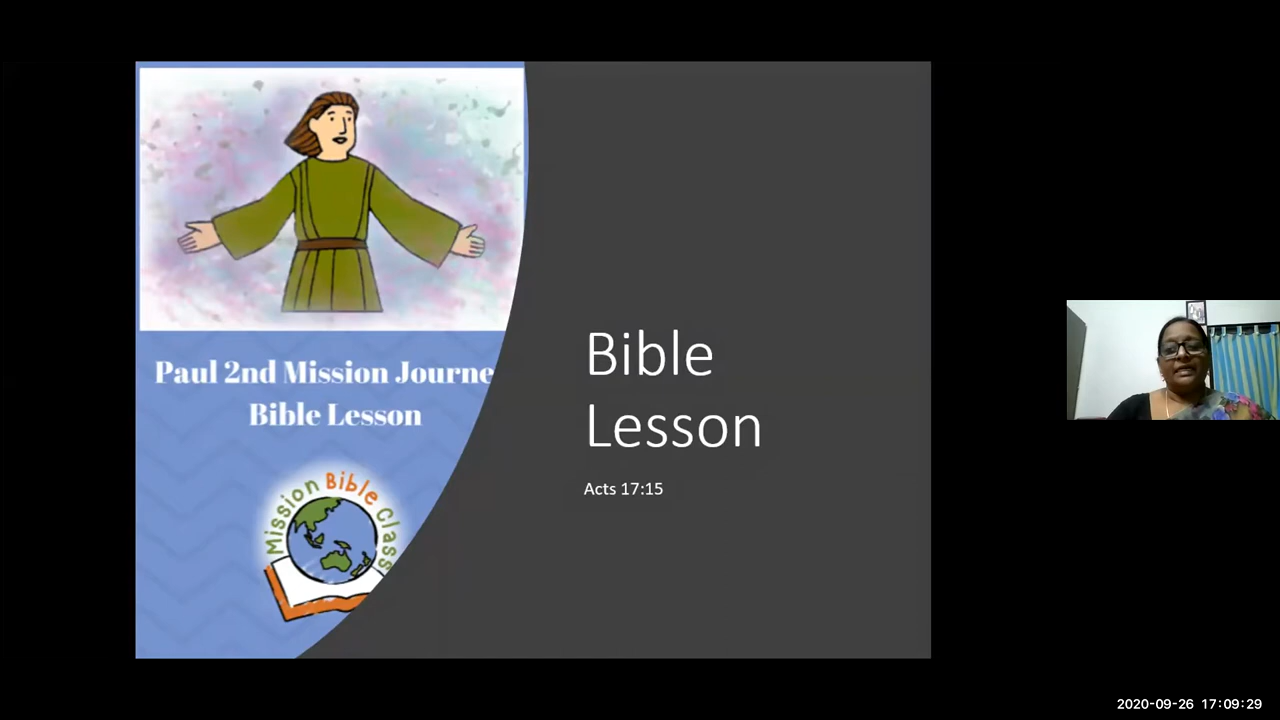 Paul 2nd Mission Journe
Bible Lesson
Mission Bible Class
Bible
Lesson
Acts 17:15
2020-09-26 17:09:29